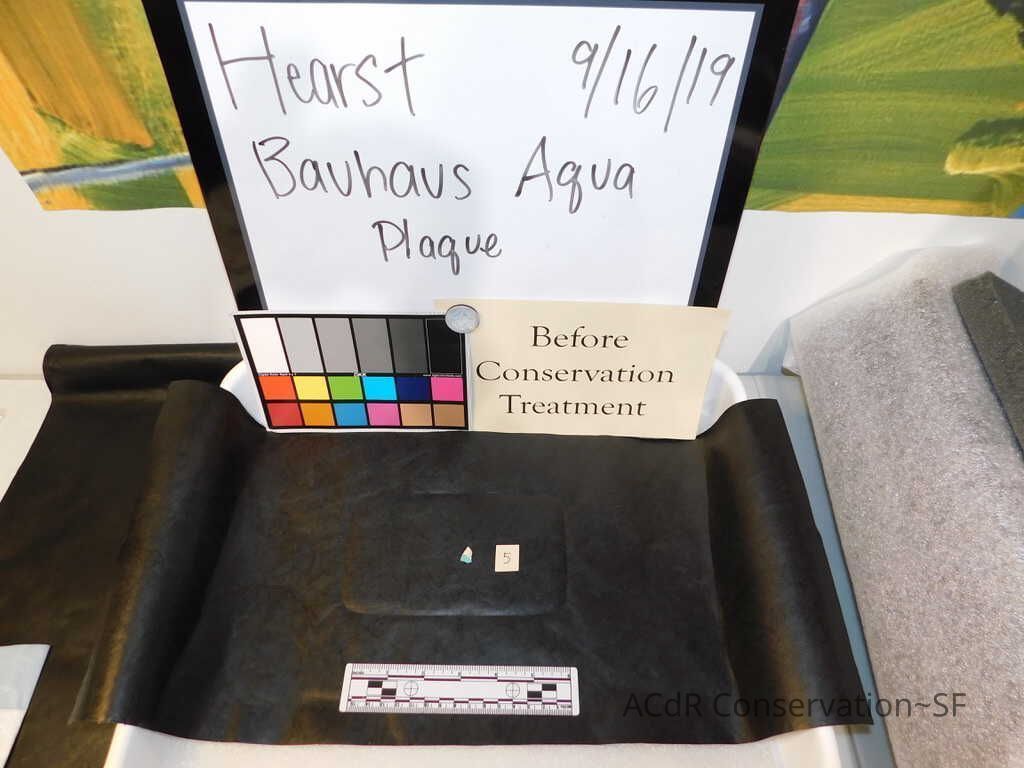 Hearst 9/16/19
Bauhaus Aqua
Plaque
Before
Conservation
Treatment
5
ACdR Conservation~SF